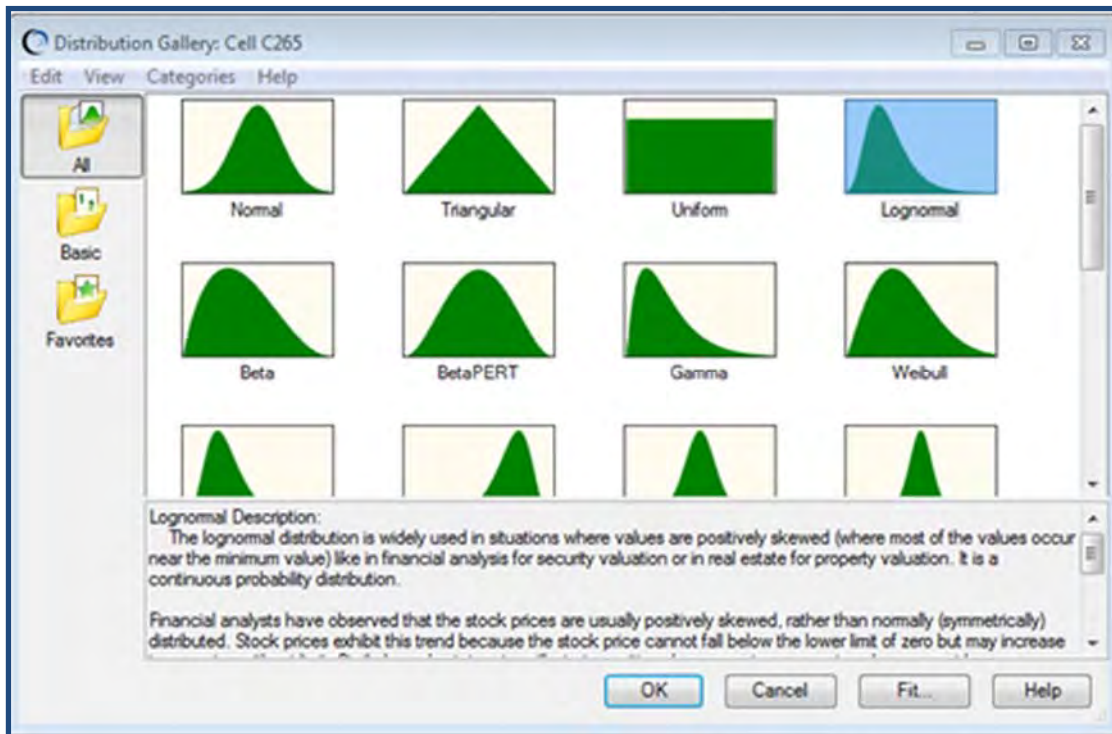 Distribution Gallery: Cell C265
Edit View Categories Help
All
Basic
Favorites
Normal Triangular Uniform Lognormal
Beta BetaPERT Gamma Weibull
Lognormal Description:
The lognormal distribution is widely used in situations where values are positively skewed (where most of the values occur
near the minimum value) like in financial analysis for security valuation or in real estate for property valuation. It is a
continuous probability distribution.
Financial analysts have observed that the stock prices are usually positively skewed, rather than normally (symmetrically)
distributed. Stock prices exhibit this trend because the stock price cannot fall below the lower limit of zero but may increase
OK Cancel Fit... Help